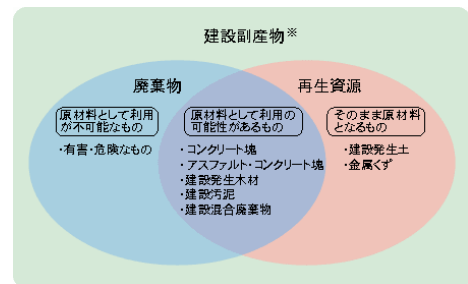 建設副産物※
廃棄物
再生資源
原材料として利用
が不可能なもの
・有害・危険なもの
原材料として利用の
可能性があるもの
・コンクリート塊
・アスファルト・コンクリート塊
・建設発生木材
・建設汚泥
・建設混合廃棄物
そのまま原材料
となるもの
・建設発生土
・金属くず